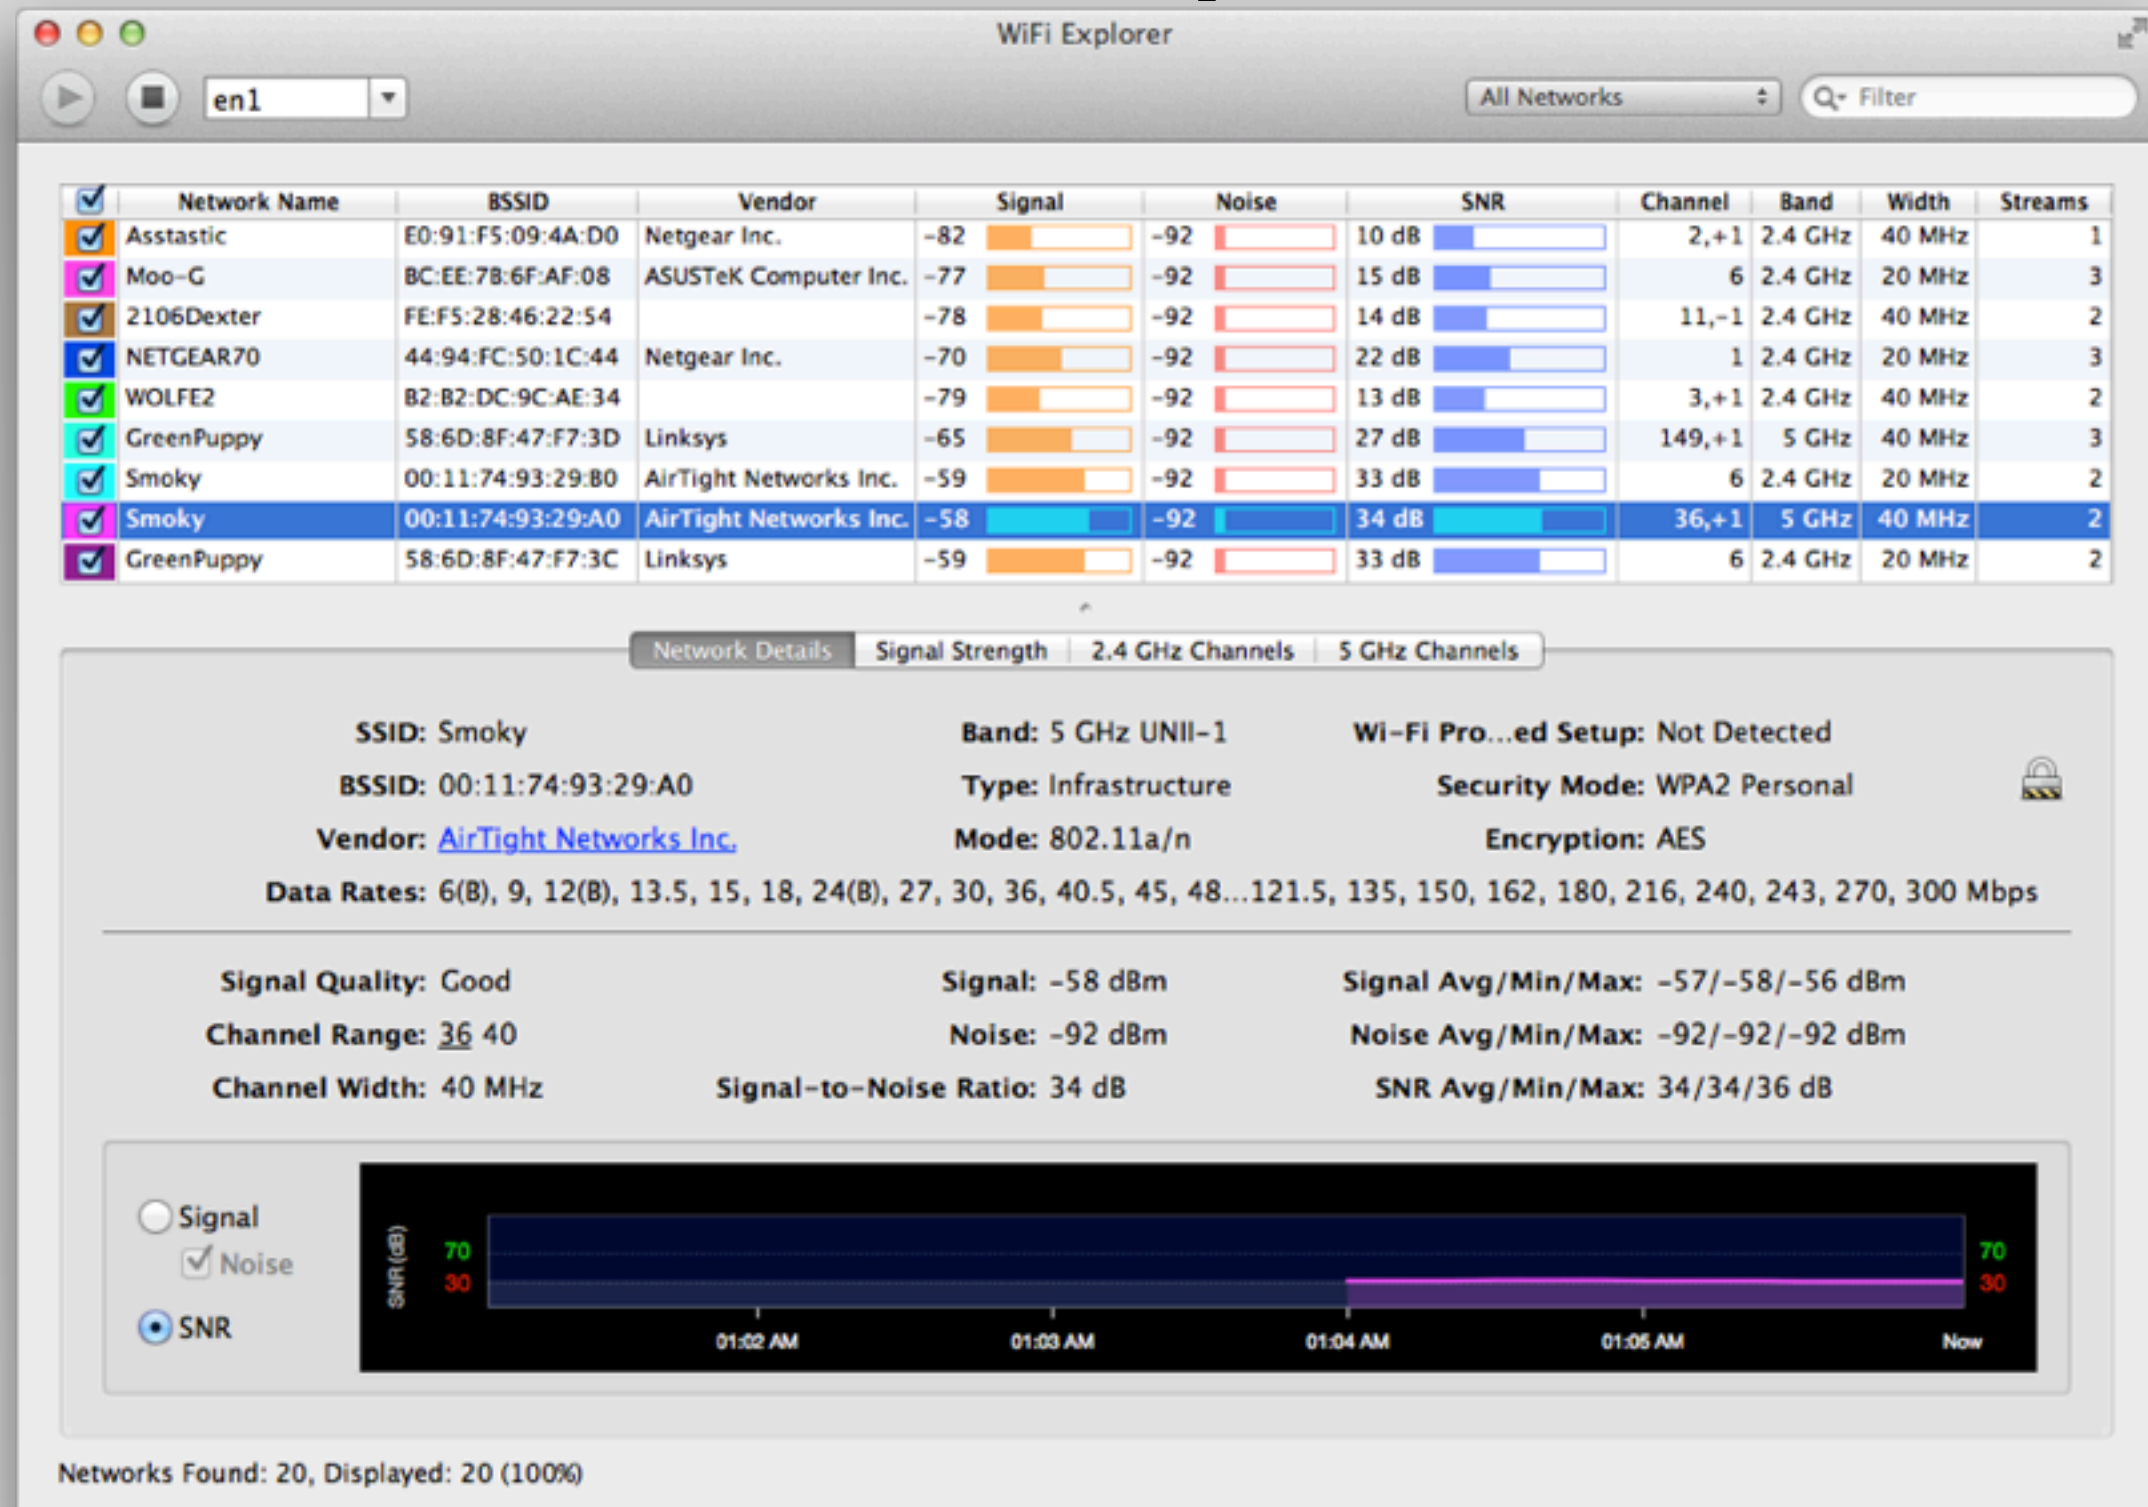 WiFi Explorer
en1 All Networks Filter
Network Name BSSID Vendor Signal Noise SNR Channel Band Width Streams
Asstastic E0:91:F5:09:4A:D0 Netgear Inc. -82 -92 10 dB 2,+1 2.4 GHz 40 MHz 1
Moo-G BC:EE:7B:6F:AF:08 ASUSTeK Computer Inc. -77 -92 15 dB 6 2.4 GHz 20 MHz 3
2106Dexter FE:F5:28:46:22:54 -78 -92 14 dB 11,-1 2.4 GHz 40 MHz 2
NETGEAR70 44:94:FC:50:1C:44 Netgear Inc. -70 -92 22 dB 1 2.4 GHz 20 MHz 3
WOLFE2 B2:B2:DC:9C:AE:34 -79 -92 13 dB 3,+1 2.4 GHz 40 MHz 2
GreenPuppy 58:6D:8F:47:F7:3D Linksys -65 -92 27 dB 149,+1 5 GHz 40 MHz 3
Smoky 00:11:74:93:29:B0 AirTight Networks Inc. -59 -92 33 dB 6 2.4 GHz 20 MHz 2
Smoky 00:11:74:93:29:A0 AirTight Networks Inc. -58 -92 34 dB 36,+1 5 GHz 40 MHz 2
GreenPuppy 58:6D:8F:47:F7:3C Linksys -59 -92 33 dB 6 2.4 GHz 20 MHz 2
Network Details Signal Strength 2.4 GHz Channels 5 GHz Channels
SSID: Smoky Band: 5 GHz UNII-1 Wi-Fi Pro...ed Setup: Not Detected
BSSID: 00:11:74:93:29:A0 Type: Infrastructure Security Mode: WPA2 Personal
Vendor: AirTight Networks Inc. Mode: 802.11a/n Encryption: AES
Data Rates: 6(B), 9, 12(B), 13.5, 15, 18, 24(B), 27, 30, 36, 40.5, 45, 48...121.5, 135, 150, 162, 180, 216, 240, 243, 270, 300 Mbps
Signal Quality: Good Signal: -58 dBm Signal Avg/Min/Max: -57/-58/-56 dBm
Channel Range: 36 40 Noise: -92 dBm Noise Avg/Min/Max: -92/-92/-92 dBm
Channel Width: 40 MHz Signal-to-Noise Ratio: 34 dB SNR Avg/Min/Max: 34/34/36 dB
Signal
Noise
SNR
SNR(dB)
70 70
30 30
01:02 AM 01:03 AM 01:04 AM 01:05 AM Now
Networks Found: 20, Displayed: 20 (100%)